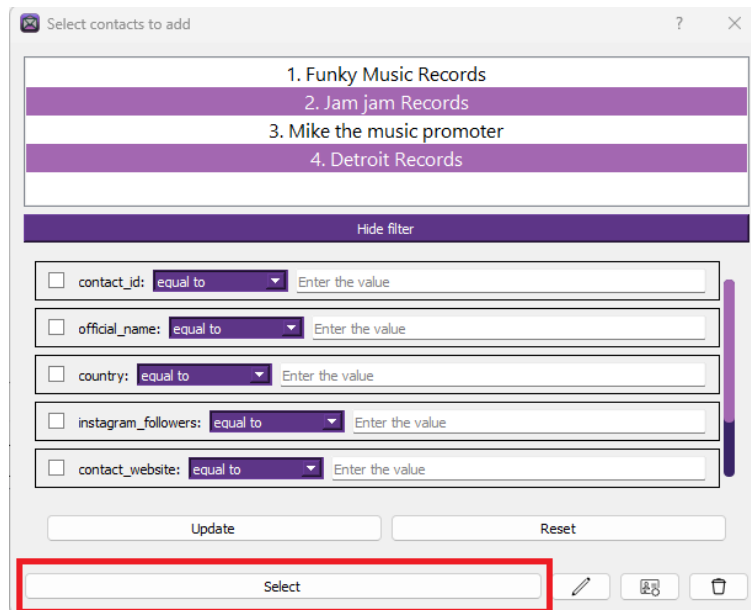 Select contacts to add
1. Funky Music Records
2. Jam jam Records
3. Mike the music promoter
4. Detroit Records
Hide filter
contact_id: equal to Enter the value
official_name: equal to Enter the value
country: equal to Enter the value
instagram_followers: equal to Enter the value
contact_website: equal to Enter the value
Update Reset
Select